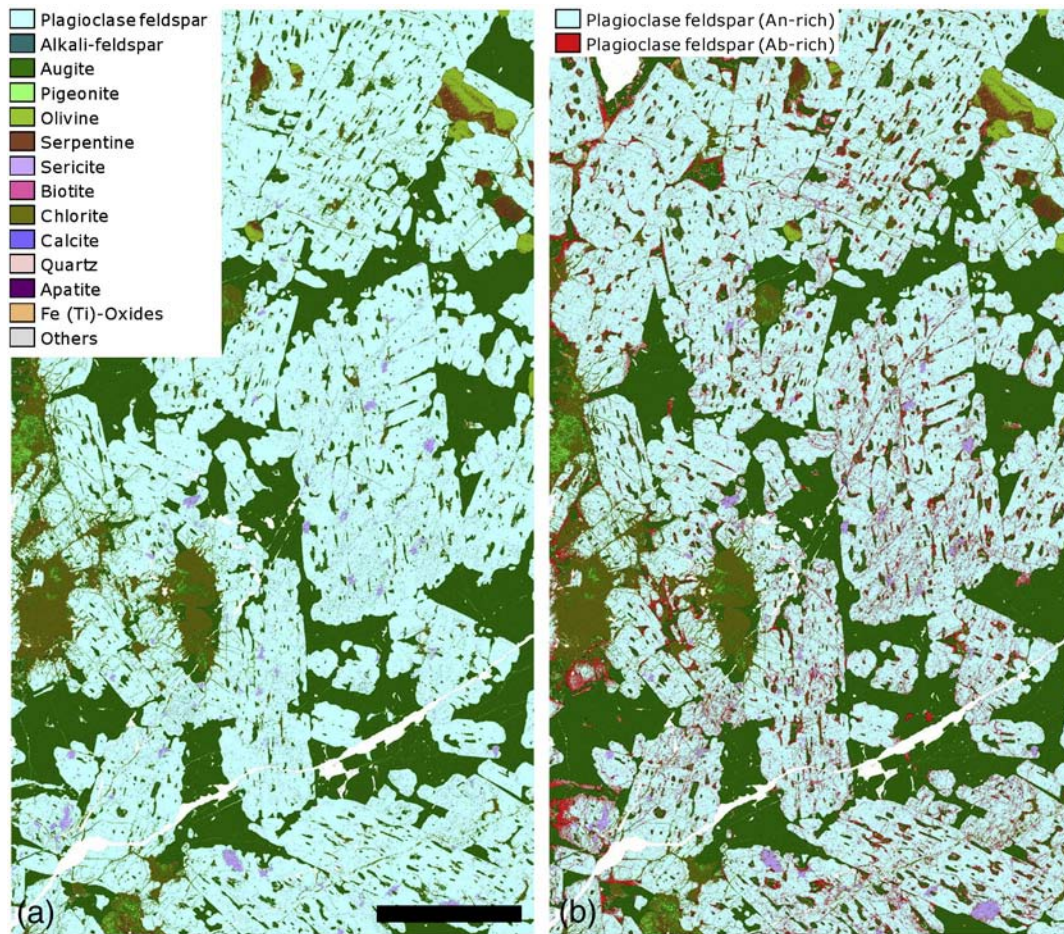 Plagioclase feldspar
Alkali-feldspar
Augite
Pigeonite
Olivine
Serpentine
Sericite
Biotite
Chlorite
Calcite
Quartz
Apatite
Fe (Ti)-Oxides
Others
(a)
Plagioclase feldspar (An-rich)
Plagioclase feldspar (Ab-rich)
(b)